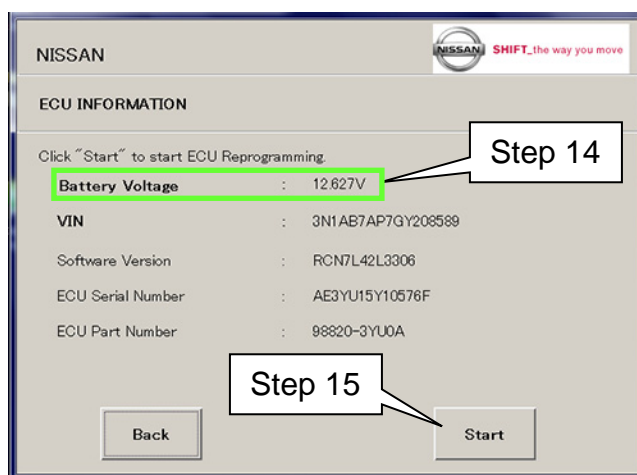 NISSAN
NISSAN SHIFT_the way you move
ECU INFORMATION
Click "Start" to start ECU Reprogramming.
Step 14
Battery Voltage : 12.627V
VIN : 3N1AB7AP7GY208589
Software Version : RCN7L42L3306
ECU Serial Number : AE3YU15Y10576F
ECU Part Number : 98820-3YU0A
Step 15
Back Start